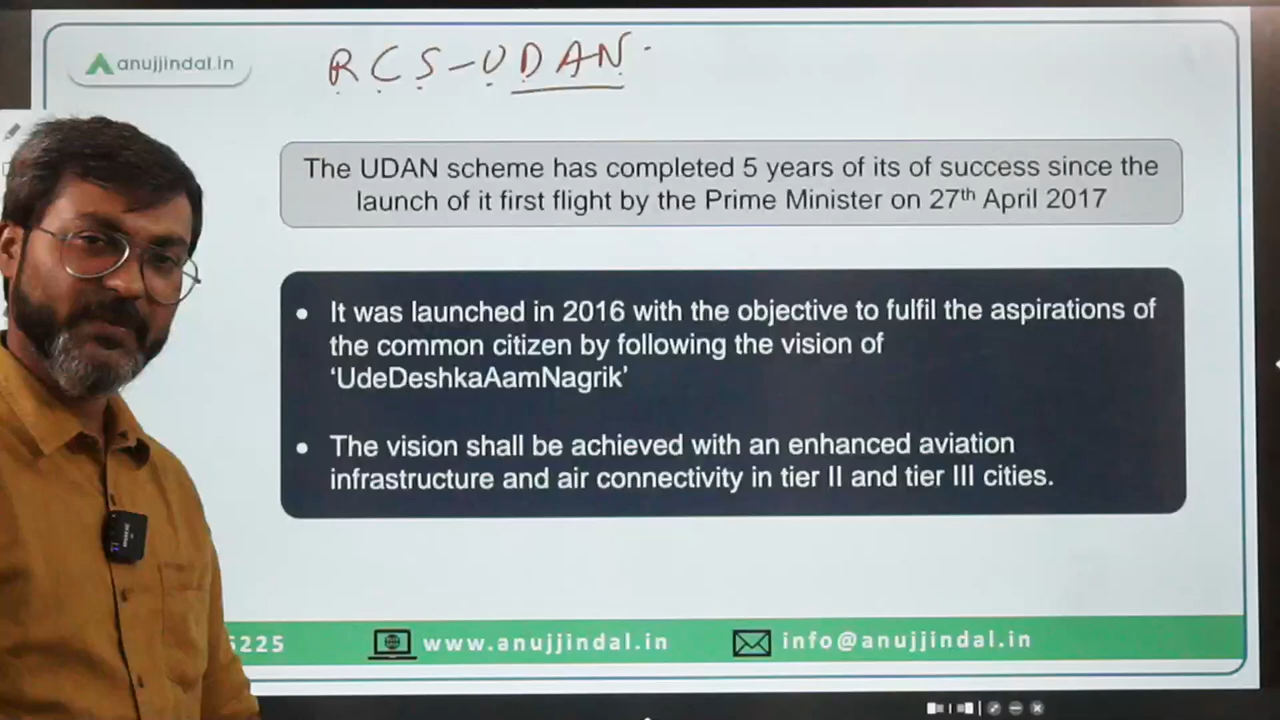 anujjindal.in
RCS-UDAN
The UDAN scheme has completed 5 years of its of success since the
launch of it first flight by the Prime Minister on 27th April 2017
• It was launched in 2016 with the objective to fulfil the aspirations of
the common citizen by following the vision of
‘UdeDeshkaAamNagrik’
• The vision shall be achieved with an enhanced aviation
infrastructure and air connectivity in tier II and tier III cities.
5225 www.anujjindal.in info@anujjindal.in